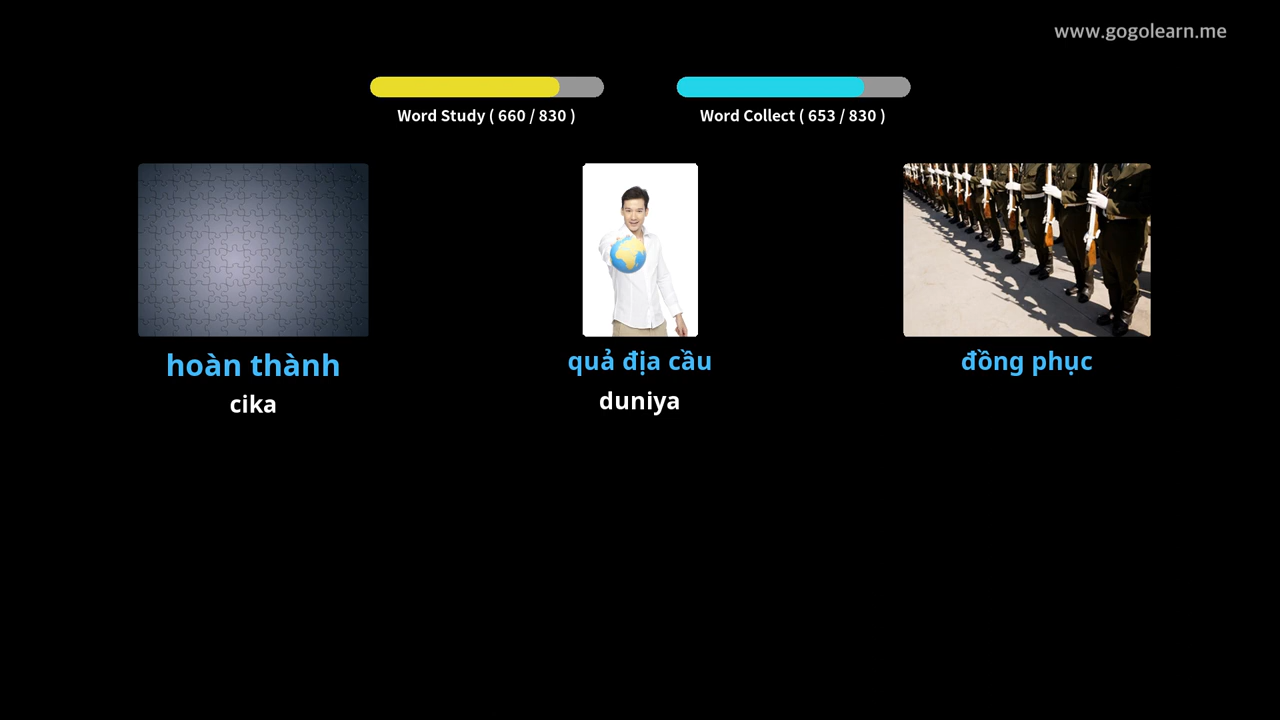 www.gogolearn.me
Word Study ( 660 / 830 )
Word Collect ( 653 / 830 )
hoàn thành
cika
quả địa cầu
duniya
đồng phục